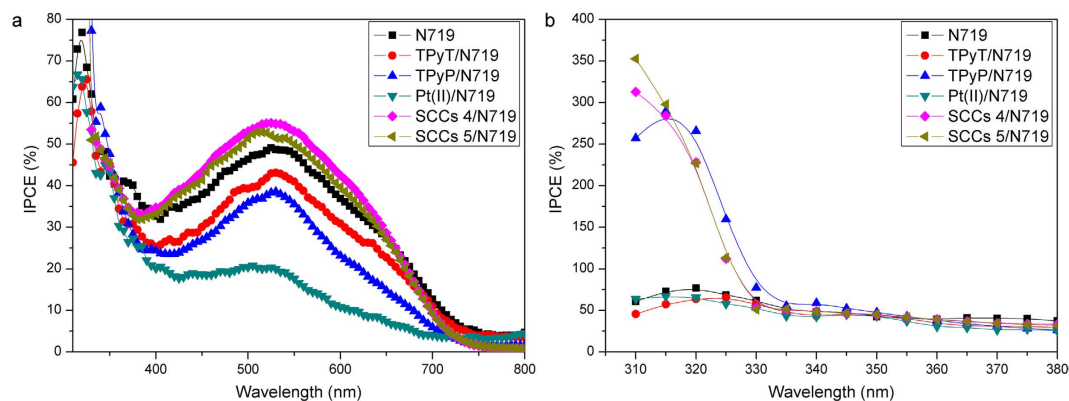 a
IPCE (%)
80
70
60
50
40
30
20
10
0
400
500
600
700
800
Wavelength (nm)
N719
TPyT/N719
TPyP/N719
Pt(II)/N719
SCCs 4/N719
SCCs 5/N719
b
IPCE (%)
400
350
300
250
200
150
100
50
0
310
320
330
340
350
360
370
380
Wavelength (nm)
N719
TPyT/N719
TPyP/N719
Pt(II)/N719
SCCs 4/N719
SCCs 5/N719